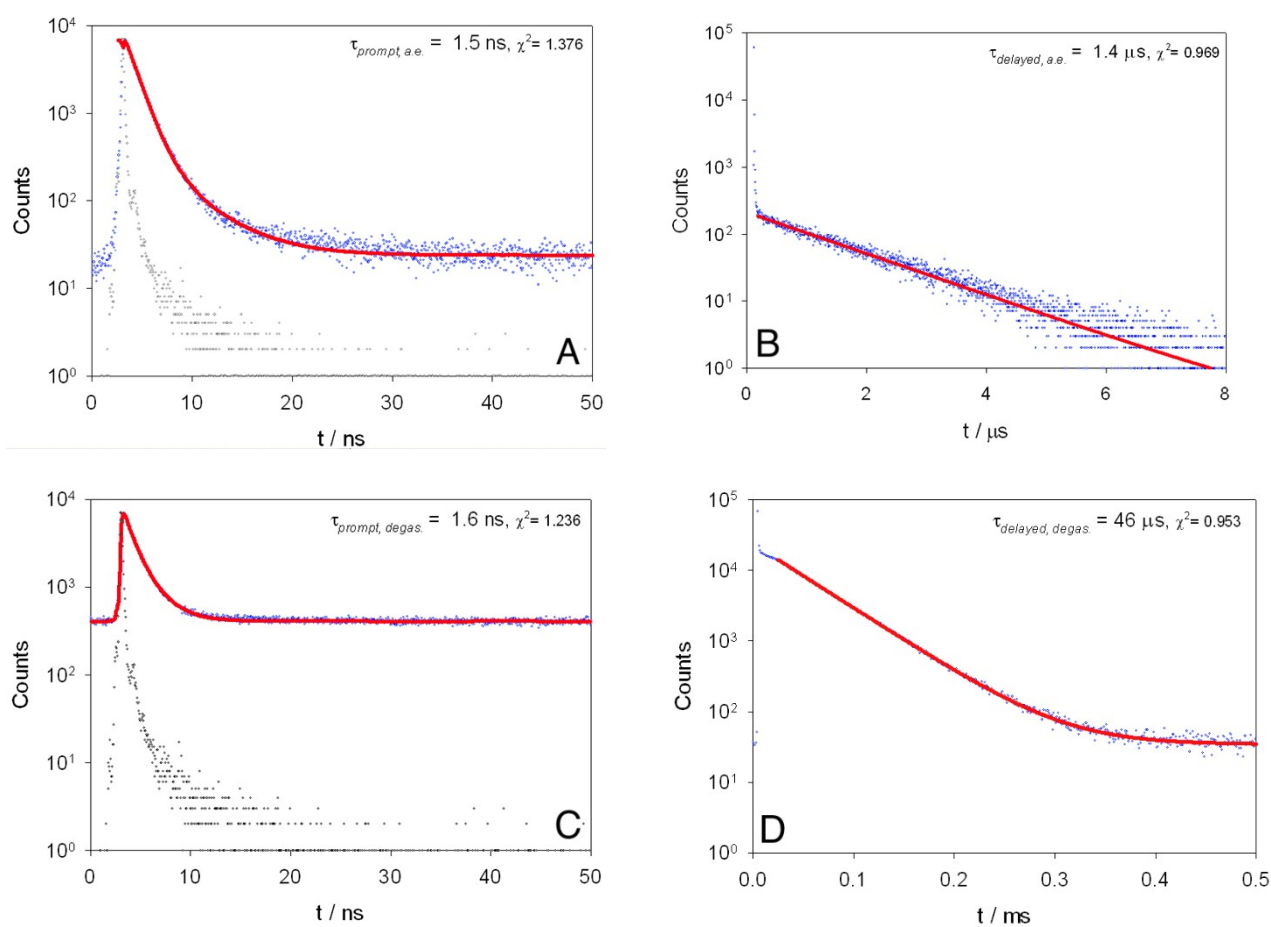 10⁴
10³
10²
10¹
10⁰
Counts
τprompt, a.e. = 1.5 ns, χ²= 1.376
A
0 10 20 30 40 50
t / ns
10⁵
10⁴
10³
10²
10¹
10⁰
Counts
τdelayed, a.e. = 1.4 μs, χ²= 0.969
B
0 2 4 6 8
t / μs
10⁴
10³
10²
10¹
10⁰
Counts
τprompt, degas. = 1.6 ns, χ²= 1.236
C
0 10 20 30 40 50
t / ns
10⁵
10⁴
10³
10²
10¹
10⁰
Counts
τdelayed, degas. = 46 μs, χ²= 0.953
D
0.0 0.1 0.2 0.3 0.4 0.5
t / ms